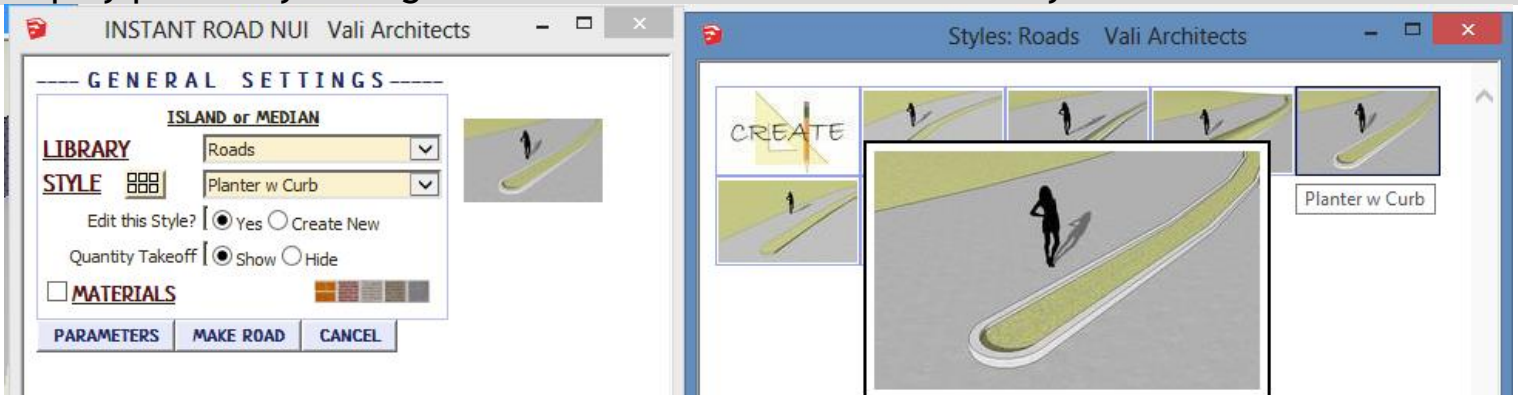 INSTANT ROAD NUI Vali Architects
---- GENERAL SETTINGS-----
ISLAND or MEDIAN
LIBRARY Roads
STYLE Planter w Curb
Edit this Style? Yes Create New
Quantity Takeoff Show Hide
MATERIALS
PARAMETERS MAKE ROAD CANCEL
Styles: Roads Vali Architects
CREATE
Planter w Curb